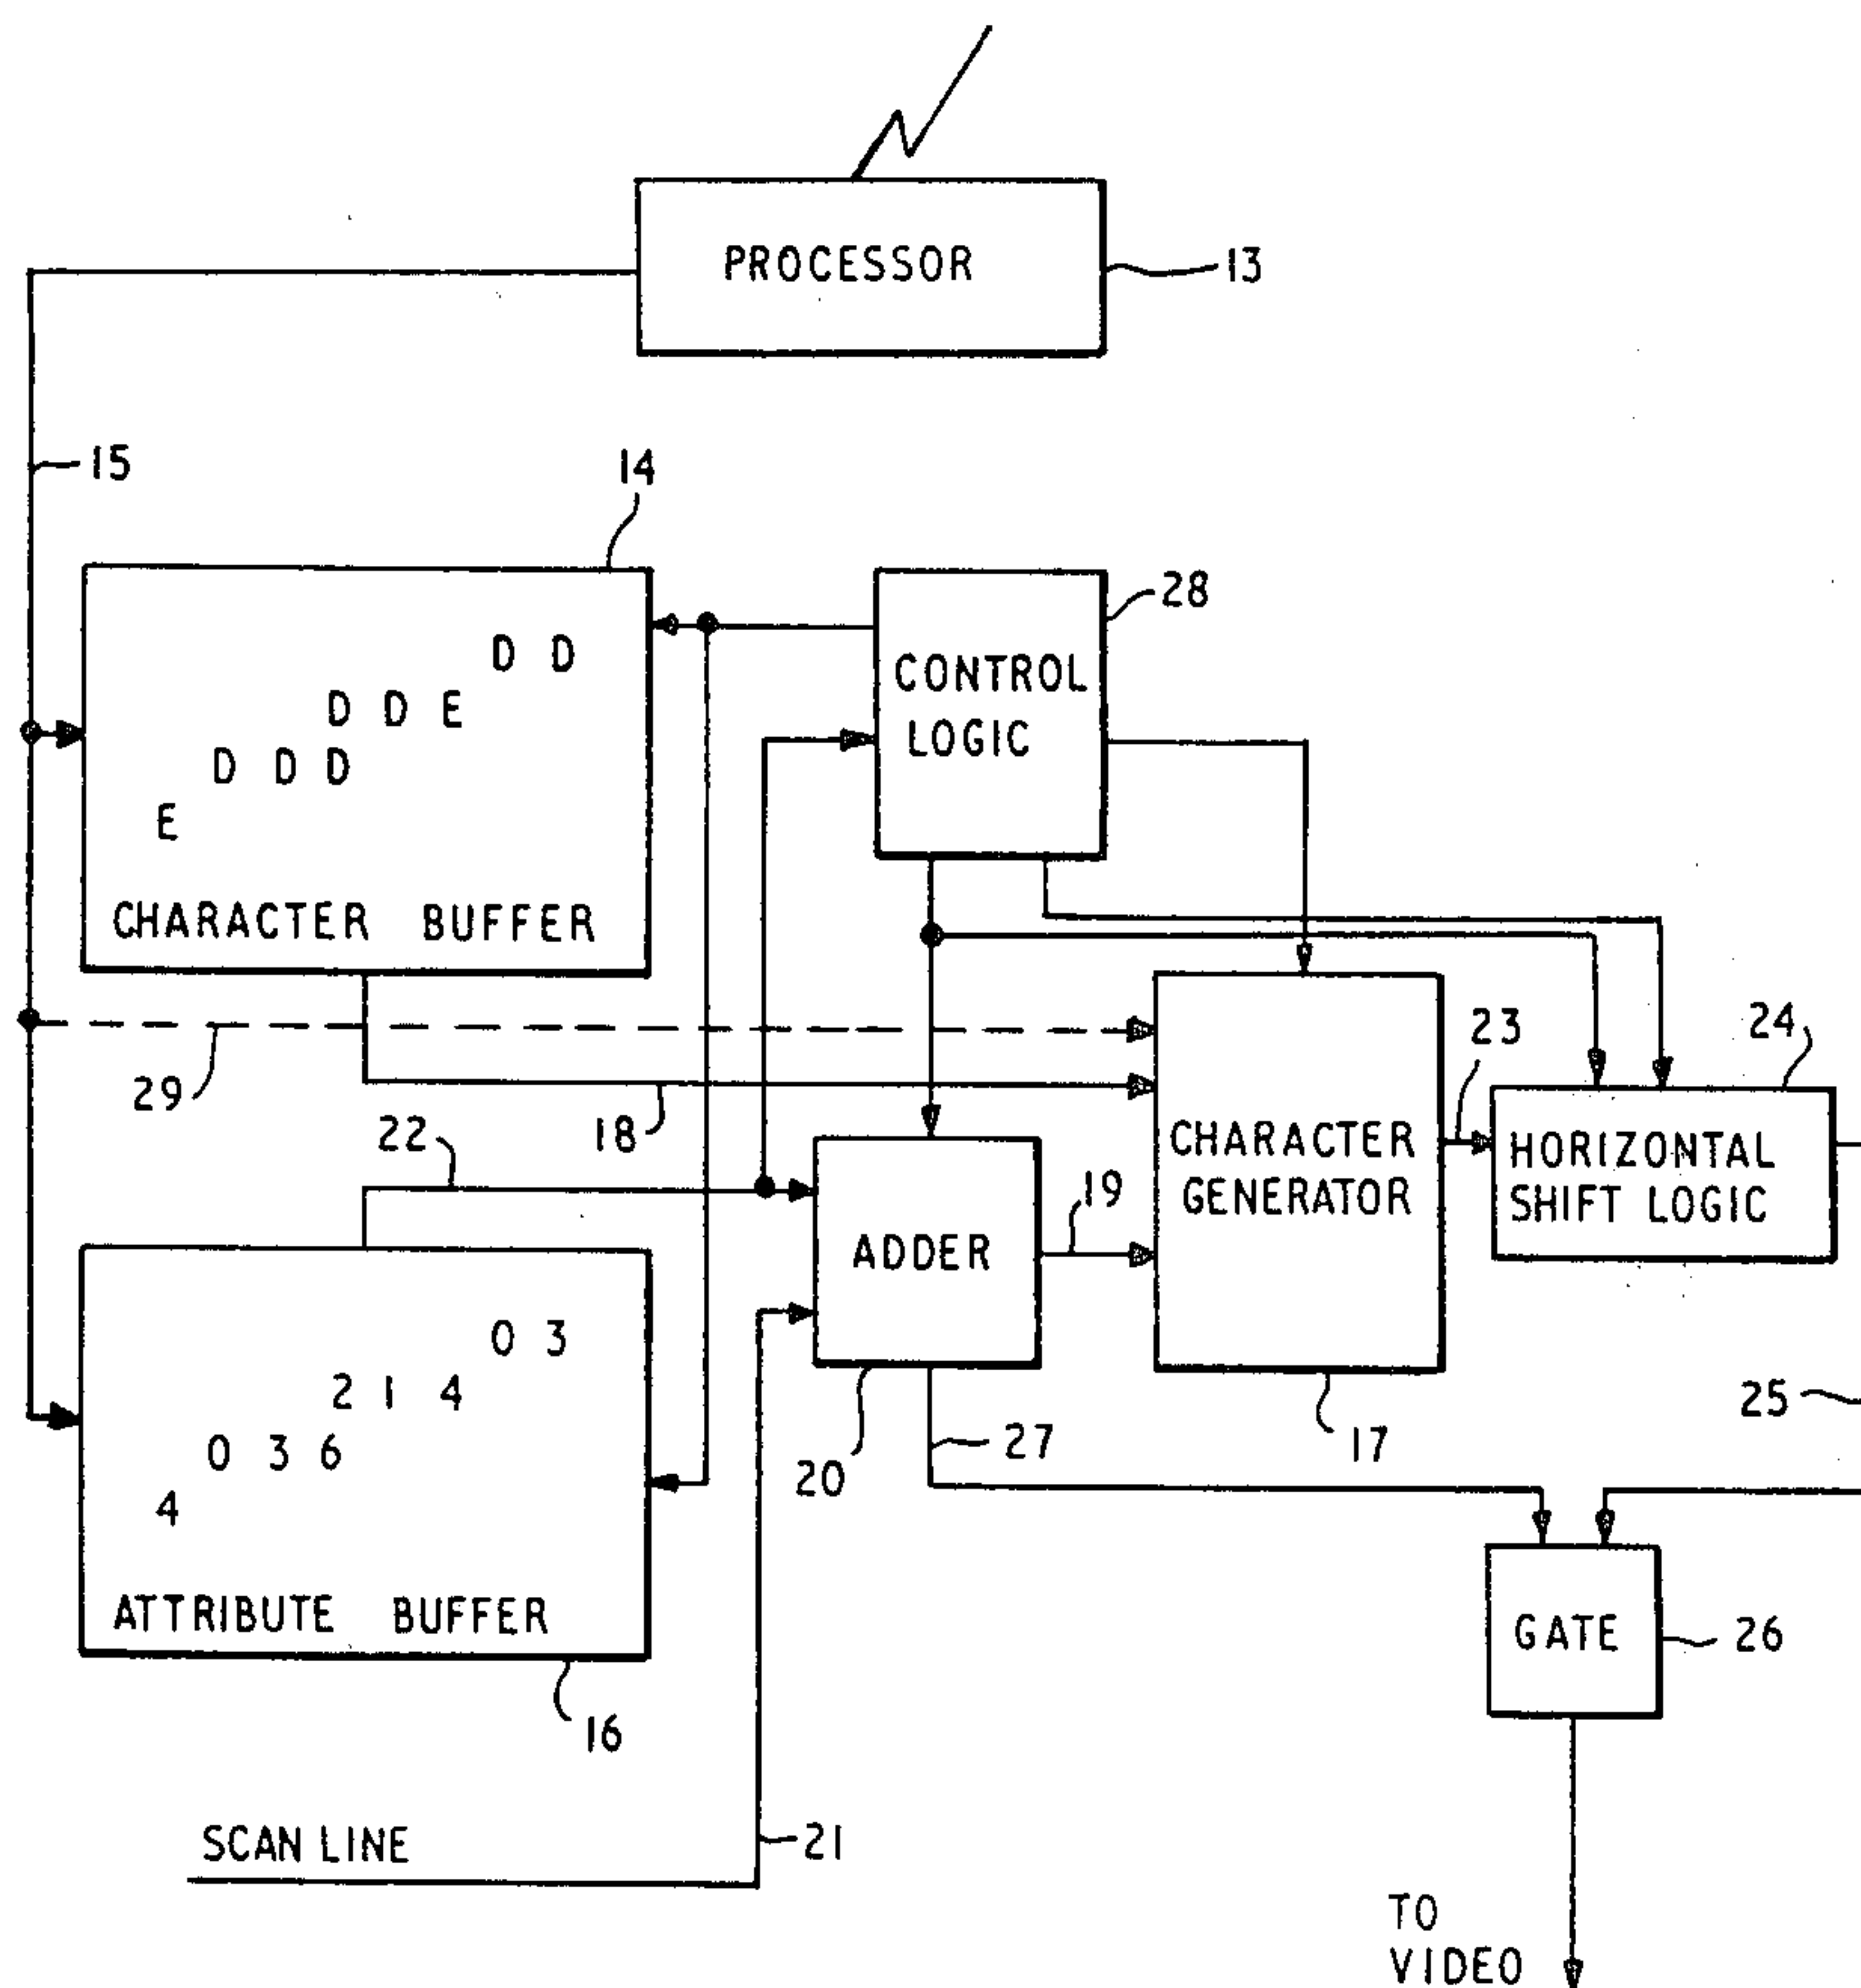 PROCESSOR
13
15
14
28
D D
D D E
D D D
E
CHARACTER BUFFER
CONTROL
LOGIC
29
18
22
23
24
CHARACTER
GENERATOR
HORIZONTAL
SHIFT LOGIC
19
ADDER
0 3
2 1 4
0 3 6
4
ATTRIBUTE BUFFER
16
20
27
17
25
GATE
26
SCAN LINE
21
TO
VIDEO